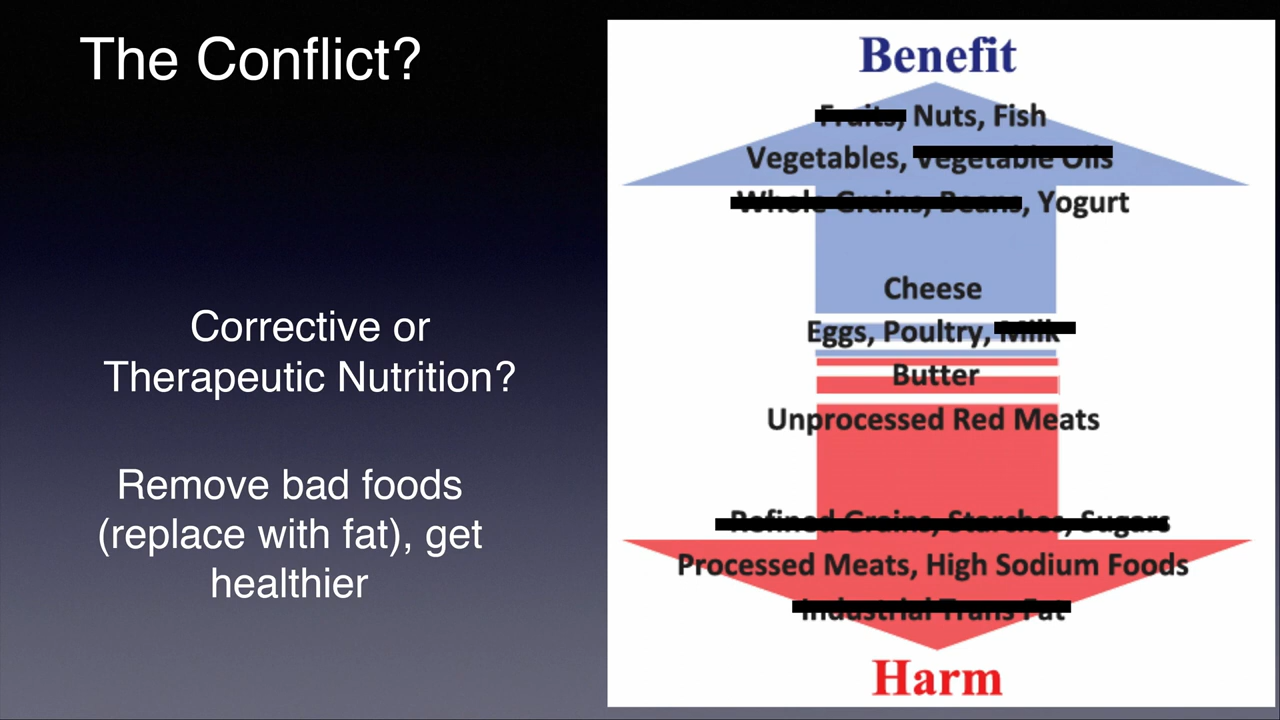 The Conflict?
Corrective or
Therapeutic Nutrition?
Remove bad foods
(replace with fat), get
healthier
Benefit
Fruits, Nuts, Fish
Vegetables, Vegetable Oils
Whole Grains, Beans, Yogurt
Cheese
Eggs, Poultry, Milk
Butter
Unprocessed Red Meats
Refined Grains, Starches, Sugars
Processed Meats, High Sodium Foods
Industrial Trans Fat
Harm